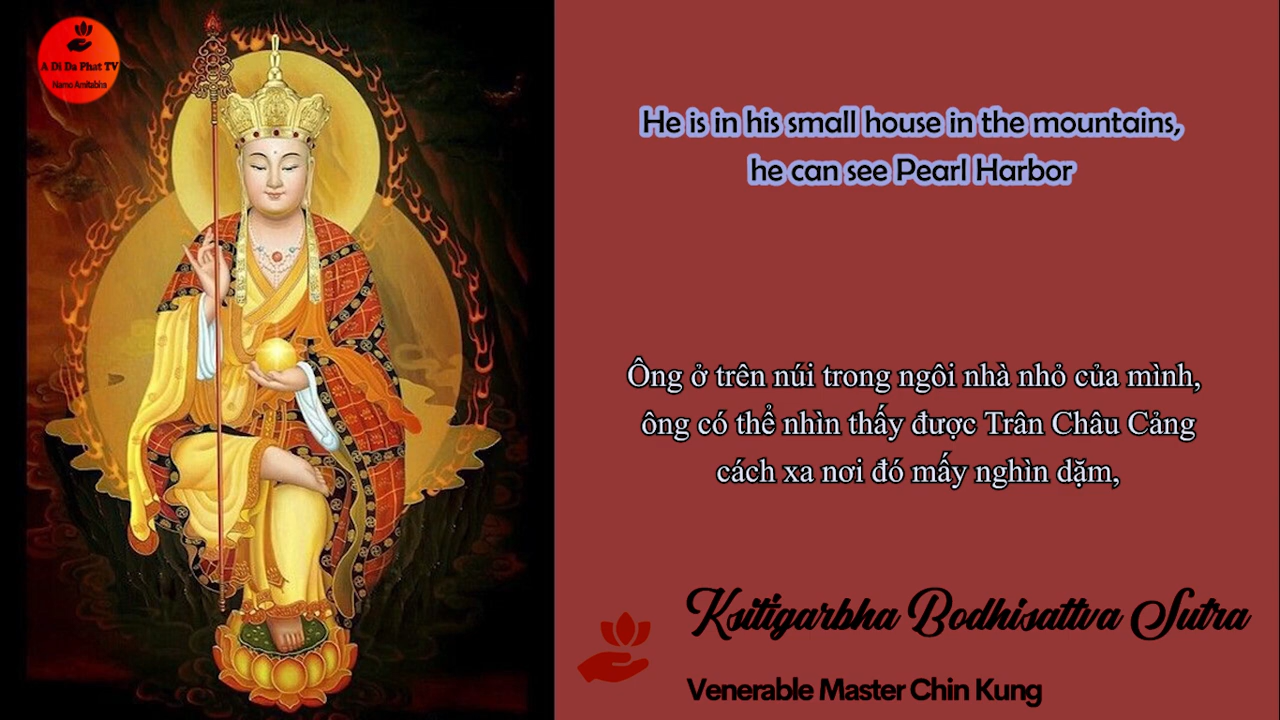 A Di Da Phat TV
Namo Amitabha
He is in his small house in the mountains,
he can see Pearl Harbor
Ông ở trên núi trong ngôi nhà nhỏ của mình,
ông có thể nhìn thấy được Trân Châu Cảng
cách xa nơi đó mấy nghìn dặm,
Ksitigarbha Bodhisattva Sutra
Venerable Master Chin Kung